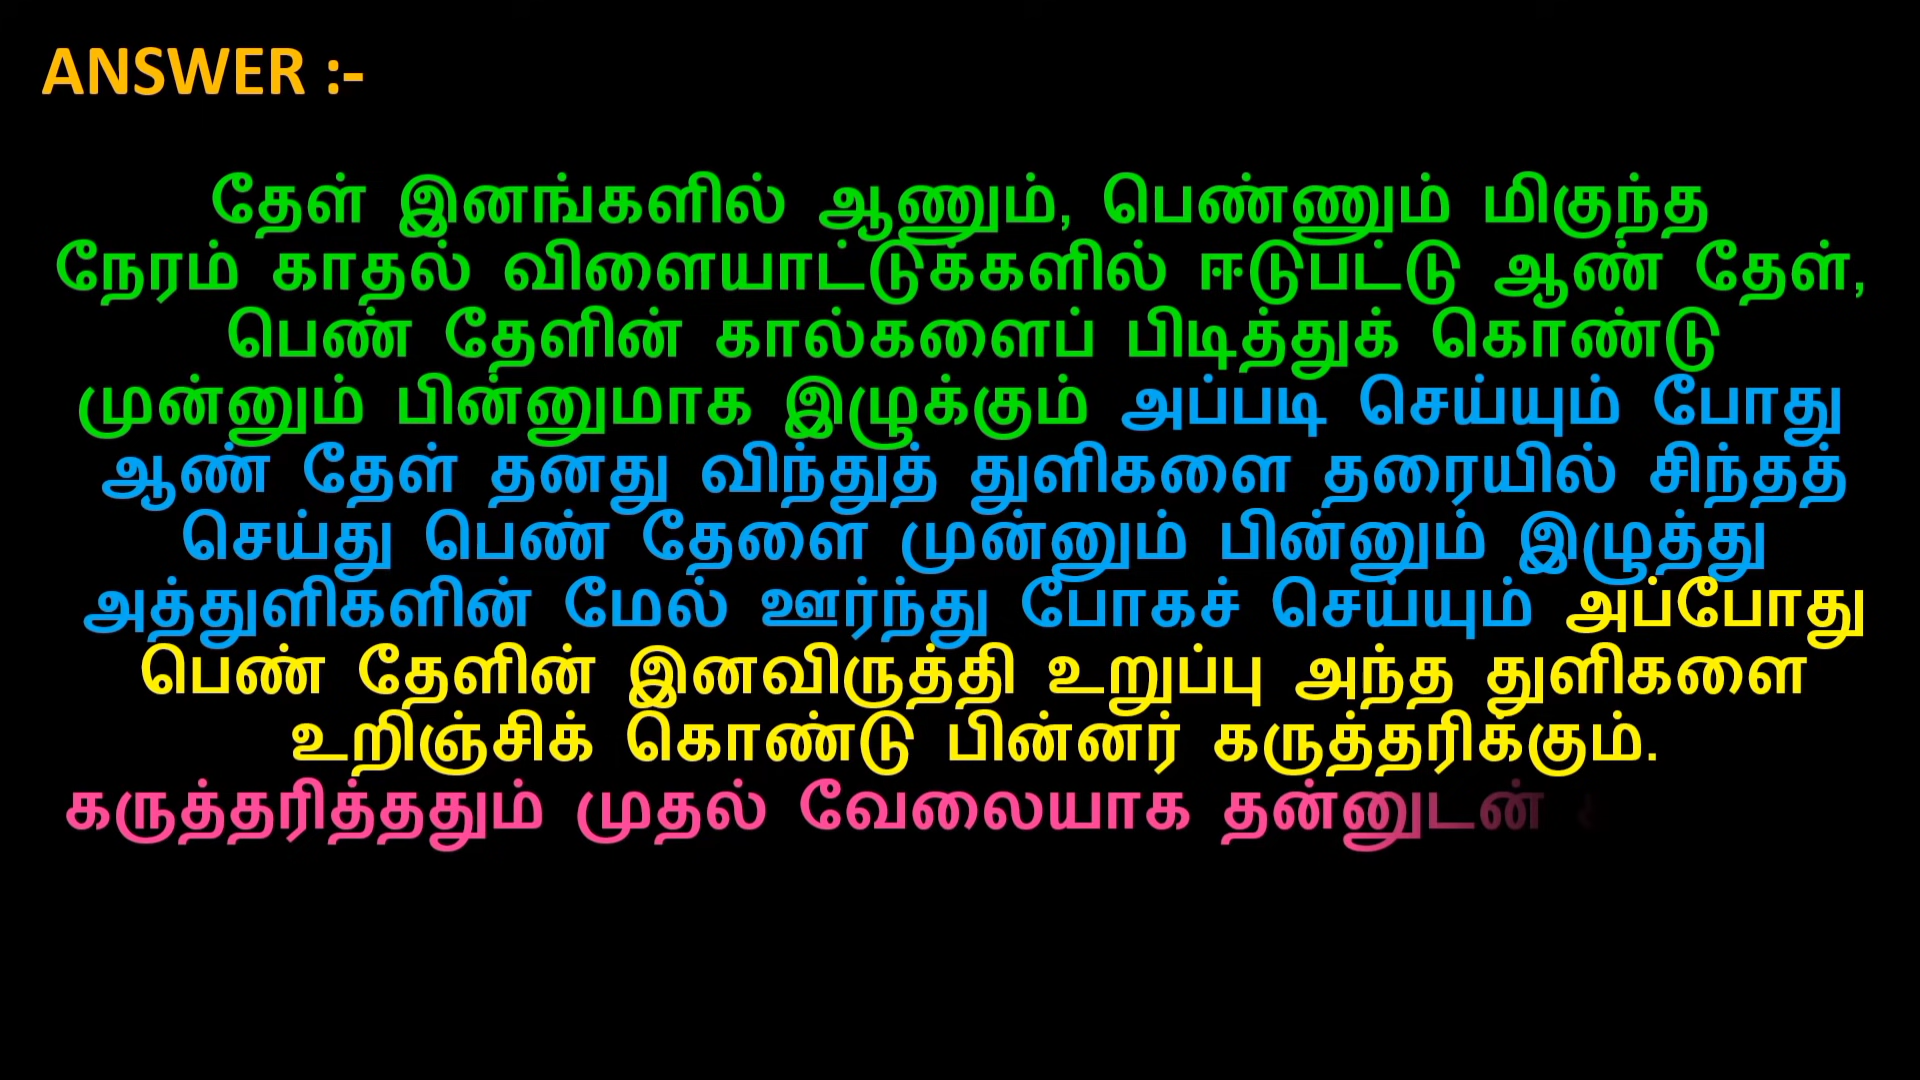 ANSWER :-
தேள் இனங்களில் ஆணும், பெண்ணும் மிகுந்த
நேரம் காதல் விளையாட்டுக்களில் ஈடுபட்டு ஆண் தேள்,
பெண் தேளின் கால்களைப் பிடித்துக் கொண்டு
முன்னும் பின்னுமாக இழுக்கும் அப்படி செய்யும் போது
ஆண் தேள் தனது விந்துத் துளிகளை தரையில் சிந்தத்
செய்து பெண் தேளை முன்னும் பின்னும் இழுத்து
அத்துளிகளின் மேல் ஊர்ந்து போகச் செய்யும் அப்போது
பெண் தேளின் இனவிருத்தி உறுப்பு அந்த துளிகளை
உறிஞ்சிக் கொண்டு பின்னர் கருத்தரிக்கும்.
கருத்தரித்ததும் முதல் வேலையாக தன்னுடன்